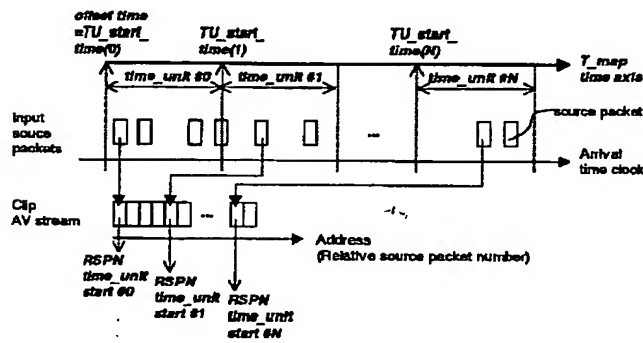 offset time
=TU_start_
time(0)
TU_start_
time(1)
TU_start_
time(N)
T_map
time axis
time_unit #0
time_unit #1
time_unit #N
source packet
Input
souce
packets
...
Arrival
time clock
Clip
AV stream
...
Address
(Relative source packet number)
RSPN
time_unit
start #0
RSPN
time_unit
start #1
RSPN
time_unit
start #N